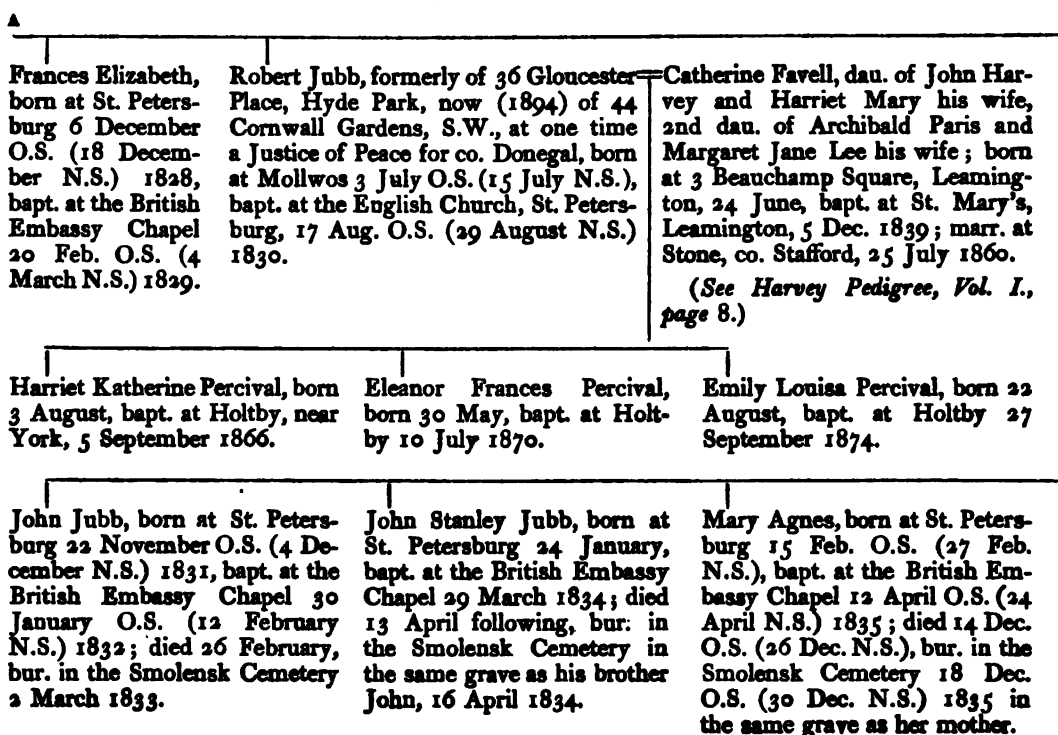 A
Frances Elizabeth,
born at St. Peters-
burg 6 December
O.S. (18 Decem-
ber N.S.) 1828,
bapt. at the British
Embassy Chapel
20 Feb. O.S. (4
March N.S.) 1829.
Robert Jubb, formerly of 36 Gloucester
Place, Hyde Park, now (1894) of 44
Cornwall Gardens, S.W., at one time
a Justice of Peace for co. Donegal, born
at Mollwos 3 July O.S. (15 July N.S.),
bapt. at the English Church, St. Peters-
burg, 17 Aug. O.S. (29 August N.S.)
1830.
Catherine Favell, dau. of John Har-
vey and Harriet Mary his wife,
2nd dau. of Archibald Paris and
Margaret Jane Lee his wife; born
at 3 Beauchamp Square, Leaming-
ton, 24 June, bapt. at St. Mary's,
Leamington, 5 Dec. 1839; marr. at
Stone, co. Stafford, 25 July 1860.
(See Harvey Pedigree, Vol. I.,
page 8.)
Harriet Katherine Percival, born
3 August, bapt. at Holtby, near
York, 5 September 1866.
Eleanor Frances Percival,
born 30 May, bapt. at Holt-
by 10 July 1870.
Emily Louisa Percival, born 22
August, bapt. at Holtby 27
September 1874.
John Jubb, born at St. Peters-
burg 22 November O.S. (4 De-
cember N.S.) 1831, bapt. at the
British Embassy Chapel 30
January O.S. (12 February
N.S.) 1832; died 26 February,
bur. in the Smolensk Cemetery
2 March 1833.
John Stanley Jubb, born at
St. Petersburg 24 January,
bapt. at the British Embassy
Chapel 29 March 1834; died
13 April following, bur. in
the Smolensk Cemetery in
the same grave as his brother
John, 16 April 1834.
Mary Agnes, born at St. Peters-
burg 15 Feb. O.S. (27 Feb.
N.S.), bapt. at the British Em-
bassy Chapel 12 April O.S. (24
April N.S.) 1835; died 14 Dec.
O.S. (26 Dec. N.S.), bur. in the
Smolensk Cemetery 18 Dec.
O.S. (30 Dec. N.S.) 1835 in
the same grave as her mother.